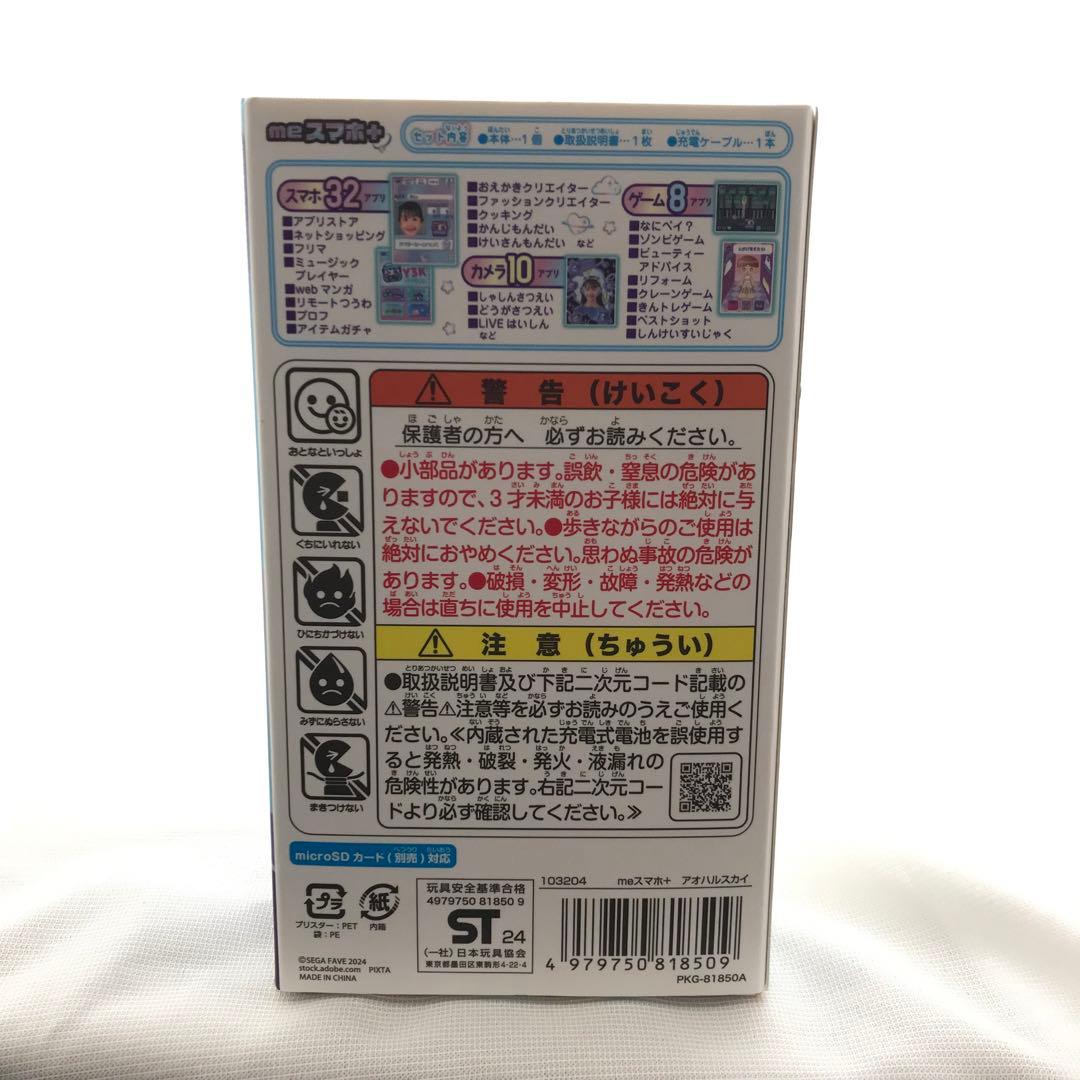 meスマホ+
セット内容
●本体…1個 ●取扱説明書…1枚 ●充電ケーブル…1本
スマホ32アプリ
■アプリストア
■ネットショッピング
■フリマ
■ミュージック
プレイヤー
■webマンガ
■リモートつうわ
■プロフ
■アイテムガチャ
■おえかきクリエイター
■ファッションクリエイター
■クッキング
■かんじもんだい
■けいさんもんだい など
カメラ10アプリ
■しゃしんさつえい
■どうがさつえい
■LIVEはいしん
など
ゲーム8アプリ
■なにペイ？
■ゾンビゲーム
■ビューティー
アドバイス
■リフォーム
■クレーンゲーム
■きんトレゲーム
■ベストショット
■しんけいすいじゃく
おとなといっしょ
くちにいれない
ひにちかづけない
みずにぬらさない
まきつけない
⚠警告（けいこく）
保護者の方へ 必ずお読みください。
●小部品があります。誤飲・窒息の危険があ
りますので、3才未満のお子様には絶対に与
えないでください。●歩きながらのご使用は
絶対におやめください。思わぬ事故の危険が
あります。●破損・変形・故障・発熱などの
場合は直ちに使用を中止してください。
⚠注意（ちゅうい）
●取扱説明書及び下記二次元コード記載の
⚠警告⚠注意等を必ずお読みのうえご使用く
ださい。≪内蔵された充電式電池を誤使用す
ると発熱・破裂・発火・液漏れの
危険性があります。右記二次元コー
ドより必ず確認してください。≫
microSDカード(別売)対応
プラ
ブリスター：PET
袋：PE
紙
内箱
©SEGA FAVE 2024
stock.adobe.com PIXTA
MADE IN CHINA
玩具安全基準合格
4979750 81850 9
ST 24
(一社)日本玩具協会
東京都墨田区東駒形4-22-4
103204 meスマホ+ アオハルスカイ
4 979750 818509
PKG-81850A